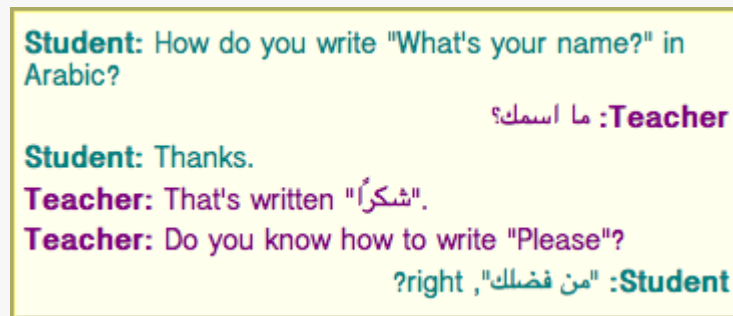 Student: How do you write "What's your name?" in
Arabic?
Teacher: ما اسمك؟
Student: Thanks.
Teacher: That's written "شكرًا".
Teacher: Do you know how to write "Please"?
Student: "من فضلك", right?